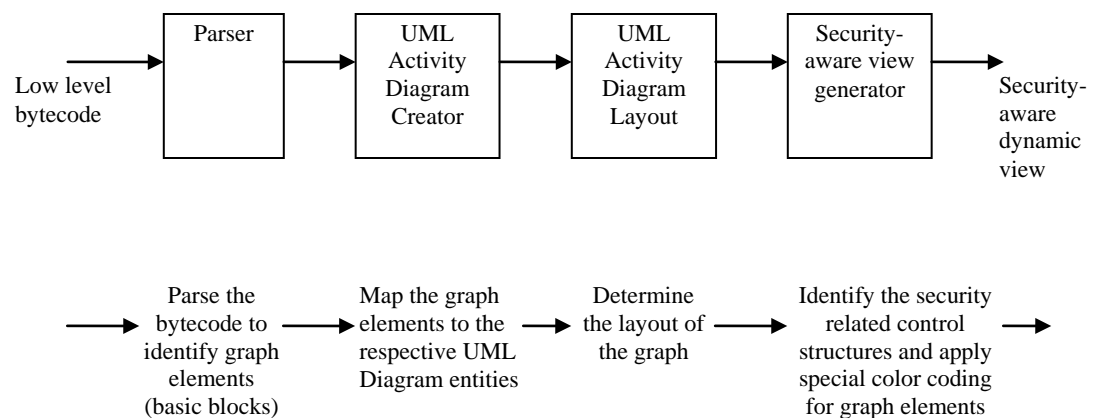 Low level
bytecode
Parser
UML
Activity
Diagram
Creator
UML
Activity
Diagram
Layout
Security-
aware view
generator
Security-
aware
dynamic
view
Parse the
bytecode to
identify graph
elements
(basic blocks)
Map the graph
elements to the
respective UML
Diagram entities
Determine
the layout of
the graph
Identify the security
related control
structures and apply
special color coding
for graph elements